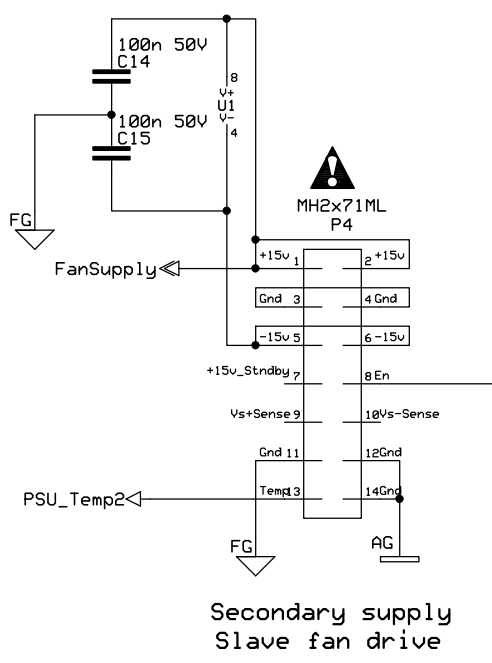 100n 50V
C14
8
V+
U1
V-
4
100n 50V
C15
FG
MH2x71ML
P4
FanSupply
+15v 1
2 +15v
Gnd 3
4 Gnd
-15v 5
6 -15v
+15v_Stndby 7
8 En
Vs+Sense 9
10 Vs-Sense
Gnd 11
12 Gnd
PSU_Temp2
Temp 13
14 Gnd
FG
AG
Secondary supply
Slave fan drive